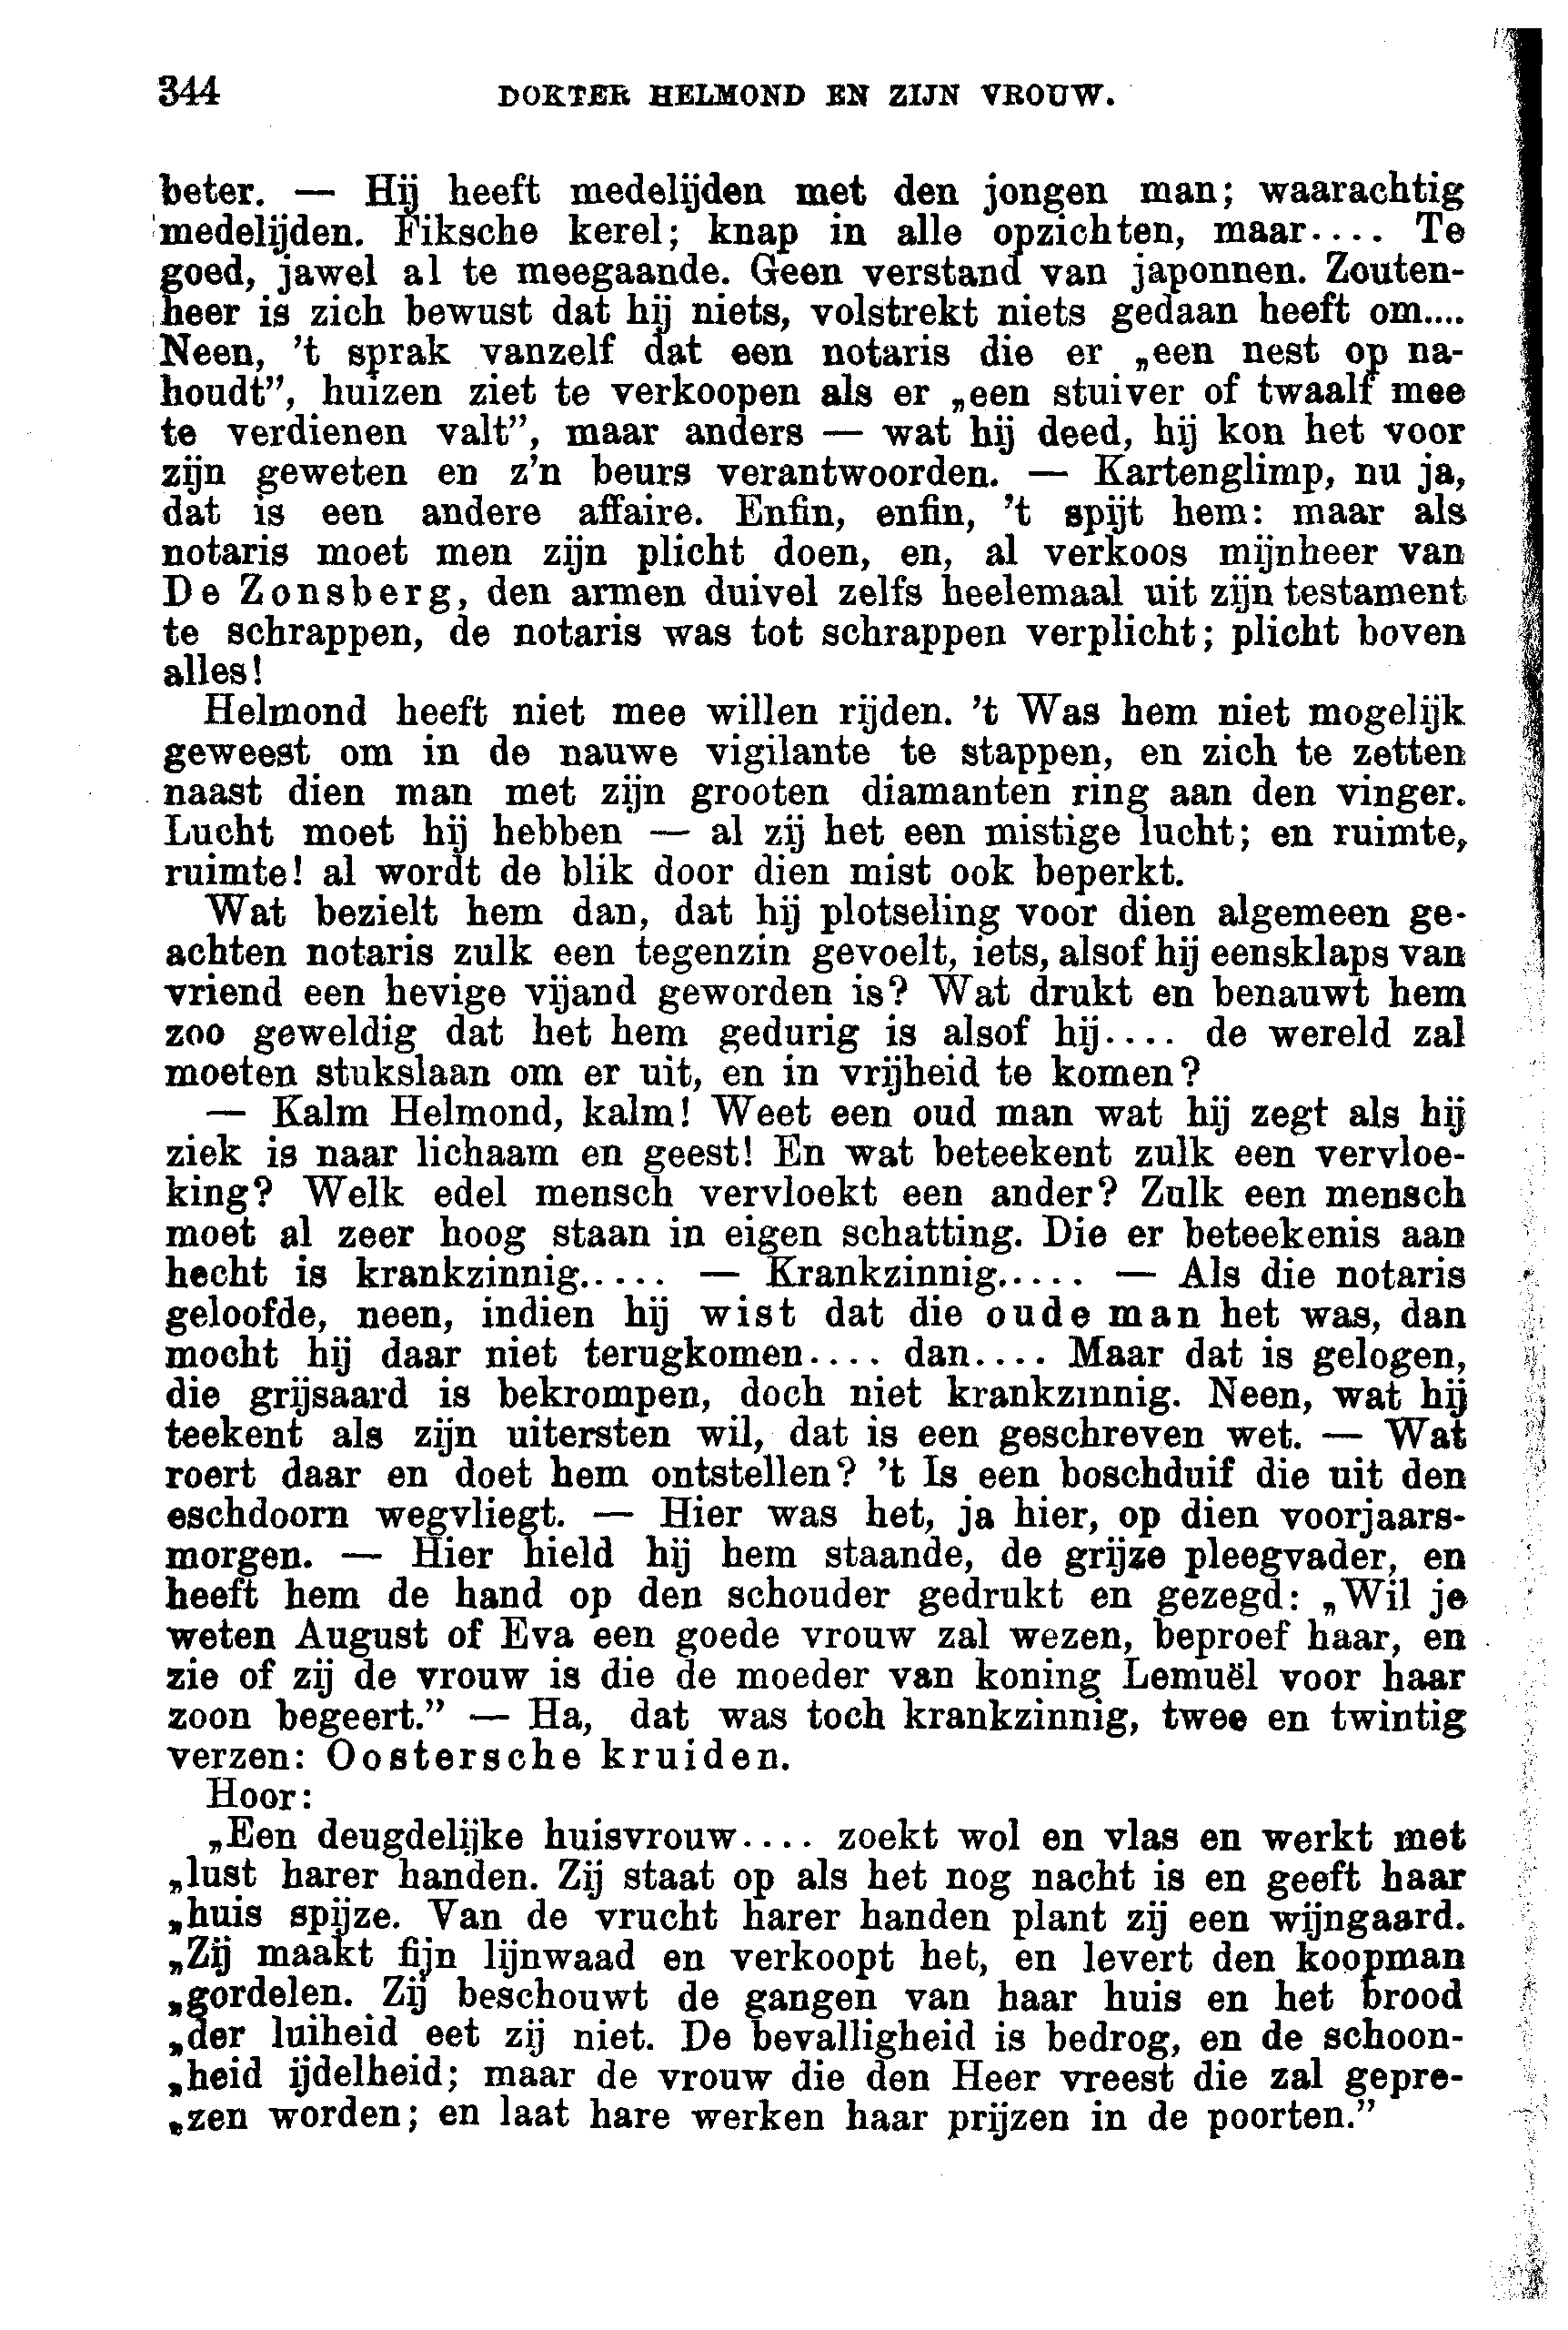 344 DOKTER HELMOND EN ZIJN VROUW.
beter. — Hij heeft medelijden met den jongen man; waarachtig
medelijden. Fiksche kerel; knap in alle opzichten, maar.... Te
goed, jawel al te meegaande. Geen verstand van japonnen. Zouten-
heer is zich bewust dat hij niets, volstrekt niets gedaan heeft om....
Neen, 't sprak vanzelf dat een notaris die er „een nest op na-
houdt”, huizen ziet te verkoopen als er „een stuiver of twaalf mee
te verdienen valt”, maar anders — wat hij deed, hij kon het voor
zijn geweten en z'n beurs verantwoorden. — Kartenglimp, nu ja,
dat is een andere affaire. Enfin, enfin, 't spijt hem: maar als
notaris moet men zijn plicht doen, en, al verkoos mijnheer van
De Zonsberg, den armen duivel zelfs heelemaal uit zijn testament
te schrappen, de notaris was tot schrappen verplicht; plicht boven
alles!
Helmond heeft niet mee willen rijden. 't Was hem niet mogelijk
geweest om in de nauwe vigilante te stappen, en zich te zetten
naast dien man met zijn grooten diamanten ring aan den vinger.
Lucht moet hij hebben — al zij het een mistige lucht; en ruimte,
ruimte! al wordt de blik door dien mist ook beperkt.
Wat bezielt hem dan, dat hij plotseling voor dien algemeen ge-
achten notaris zulk een tegenzin gevoelt, iets, alsof hij eensklaps van
vriend een hevige vijand geworden is? Wat drukt en benauwt hem
zoo geweldig dat het hem gedurig is alsof hij.... de wereld zal
moeten stukslaan om er uit, en in vrijheid te komen?
— Kalm Helmond, kalm! Weet een oud man wat hij zegt als hij
ziek is naar lichaam en geest! En wat beteekent zulk een vervloe-
king? Welk edel mensch vervloekt een ander? Zulk een mensch
moet al zeer hoog staan in eigen schatting. Die er beteekenis aan
hecht is krankzinnig..... — Krankzinnig..... — Als die notaris
geloofde, neen, indien hij wist dat die oude man het was, dan
mocht hij daar niet terugkomen.... dan.... Maar dat is gelogen,
die grijsaard is bekrompen, doch niet krankzinnig. Neen, wat hij
teekent als zijn uitersten wil, dat is een geschreven wet. — Wat
roert daar en doet hem ontstellen? 't Is een boschduif die uit den
eschdoorn wegvliegt. — Hier was het, ja hier, op dien voorjaars-
morgen. — Hier hield hij hem staande, de grijze pleegvader, en
heeft hem de hand op den schouder gedrukt en gezegd: „Wil je
weten August of Eva een goede vrouw zal wezen, beproef haar, en
zie of zij de vrouw is die de moeder van koning Lemuël voor haar
zoon begeert.” — Ha, dat was toch krankzinnig, twee en twintig
verzen: Oostersche kruiden.
Hoor:
„Een deugdelijke huisvrouw.... zoekt wol en vlas en werkt met
„lust harer handen. Zij staat op als het nog nacht is en geeft haar
„huis spijze. Van de vrucht harer handen plant zij een wijngaard.
„Zij maakt fijn lijnwaad en verkoopt het, en levert den koopman
„gordelen. Zij beschouwt de gangen van haar huis en het brood
„der luiheid eet zij niet. De bevalligheid is bedrog, en de schoon-
„heid ijdelheid; maar de vrouw die den Heer vreest die zal gepre-
„zen worden; en laat hare werken haar prijzen in de poorten.”